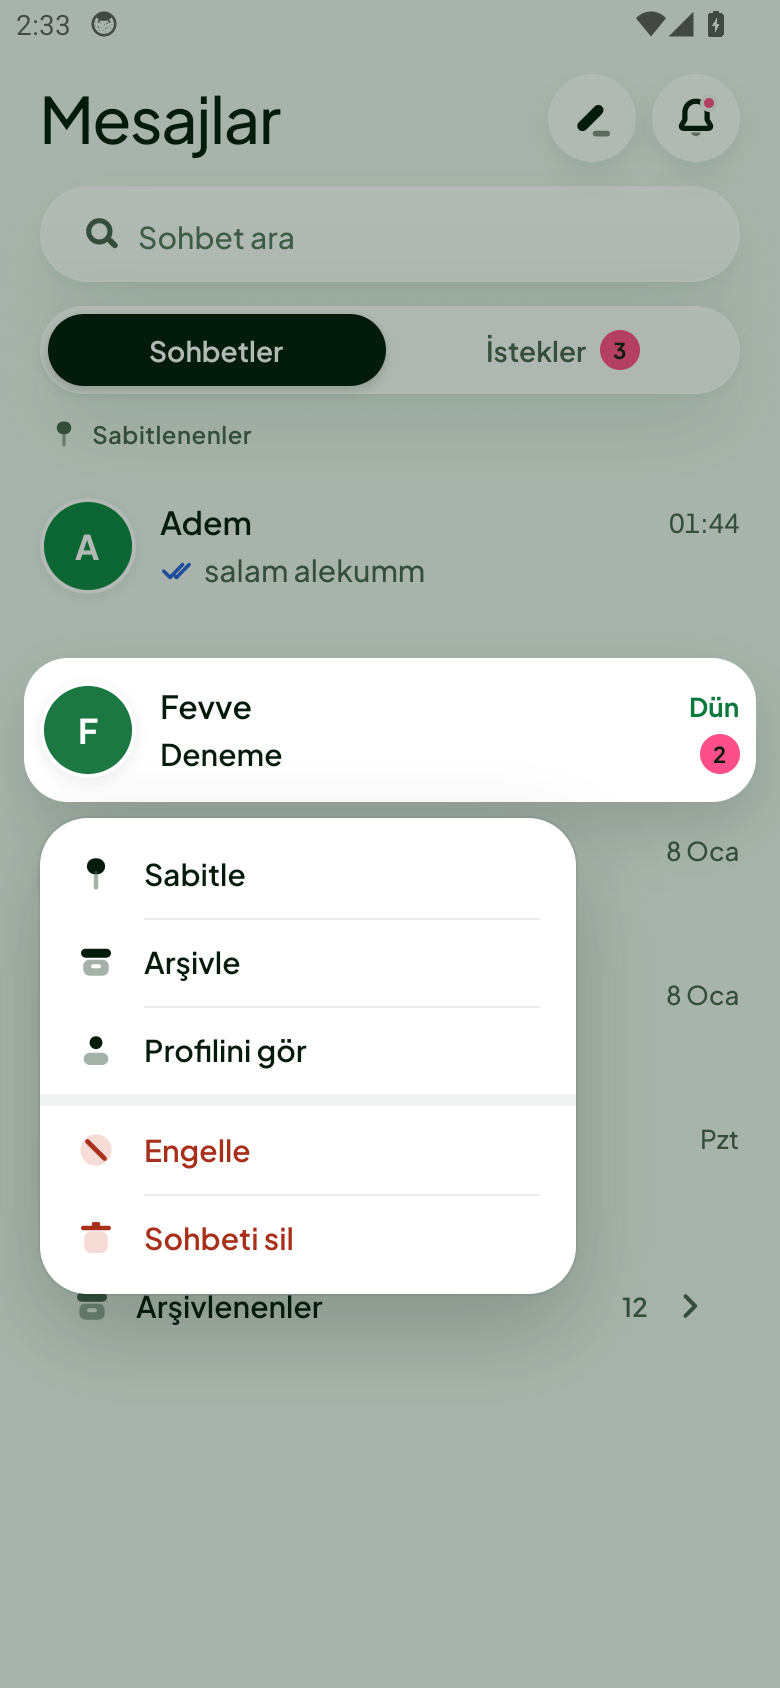 2:33
Mesajlar
Sohbet ara
Sohbetler
İstekler 3
Sabitlenenler
A
Adem
01:44
salam alekumm
F
Fevve
Dün
Deneme
2
8 Oca
Sabitle
Arşivle
8 Oca
Profilini gör
Pzt
Engelle
Sohbeti sil
Arşivlenenler
12